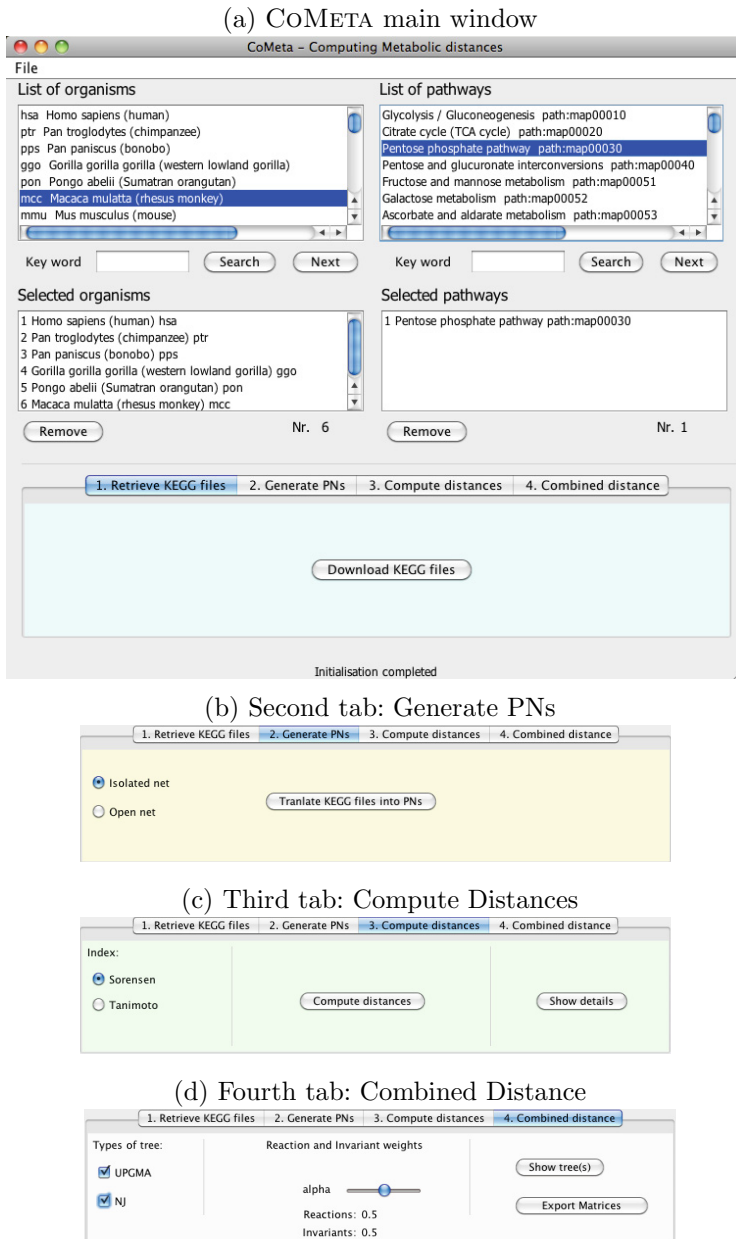 (a) COMETA main window
CoMeta - Computing Metabolic distances
File
List of organisms
hsa Homo sapiens (human)
ptr Pan troglodytes (chimpanzee)
pps Pan paniscus (bonobo)
ggo Gorilla gorilla gorilla (western lowland gorilla)
pon Pongo abelii (Sumatran orangutan)
mcc Macaca mulatta (rhesus monkey)
mmu Mus musculus (mouse)
Key word Search Next
List of pathways
Glycolysis / Gluconeogenesis path:map00010
Citrate cycle (TCA cycle) path:map00020
Pentose phosphate pathway path:map00030
Pentose and glucuronate interconversions path:map00040
Fructose and mannose metabolism path:map00051
Galactose metabolism path:map00052
Ascorbate and aldarate metabolism path:map00053
Key word Search Next
Selected organisms
1 Homo sapiens (human) hsa
2 Pan troglodytes (chimpanzee) ptr
3 Pan paniscus (bonobo) pps
4 Gorilla gorilla gorilla (western lowland gorilla) ggo
5 Pongo abelii (Sumatran orangutan) pon
6 Macaca mulatta (rhesus monkey) mcc
Remove Nr. 6
Selected pathways
1 Pentose phosphate pathway path:map00030
Remove Nr. 1
1. Retrieve KEGG files 2. Generate PNs 3. Compute distances 4. Combined distance
Download KEGG files
Initialisation completed
(b) Second tab: Generate PNs
1. Retrieve KEGG files 2. Generate PNs 3. Compute distances 4. Combined distance
Isolated net
Open net
Tranlate KEGG files into PNs
(c) Third tab: Compute Distances
1. Retrieve KEGG files 2. Generate PNs 3. Compute distances 4. Combined distance
Index:
Sorensen
Tanimoto
Compute distances
Show details
(d) Fourth tab: Combined Distance
1. Retrieve KEGG files 2. Generate PNs 3. Compute distances 4. Combined distance
Types of tree:
UPGMA
NJ
Reaction and Invariant weights
alpha
Reactions: 0.5
Invariants: 0.5
Show tree(s)
Export Matrices